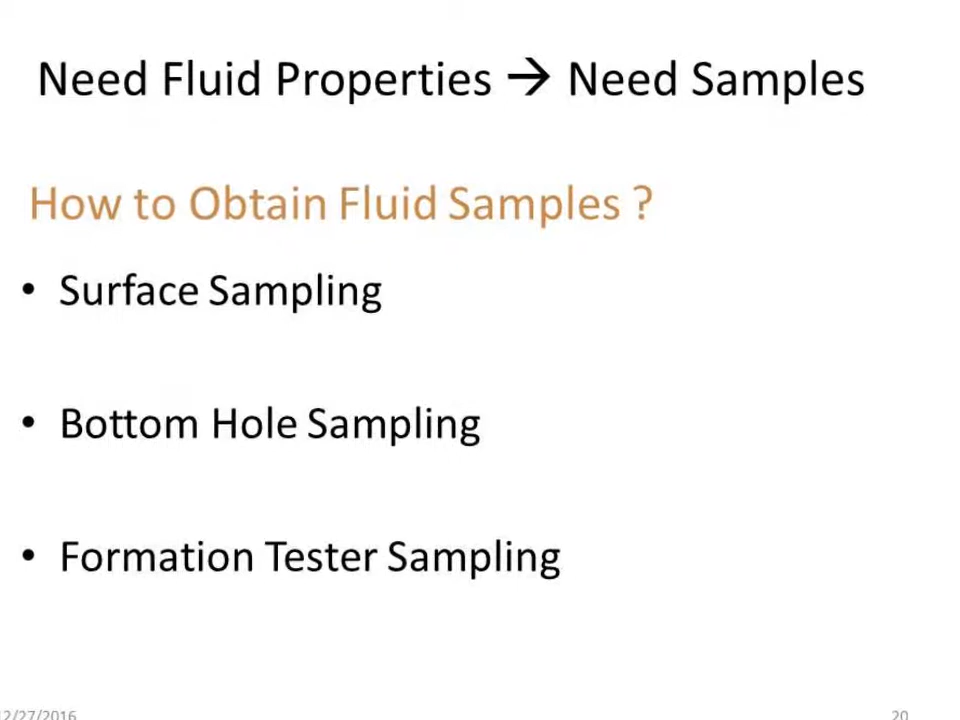 Need Fluid Properties → Need Samples
How to Obtain Fluid Samples ?
• Surface Sampling
• Bottom Hole Sampling
• Formation Tester Sampling
12/27/2016 20